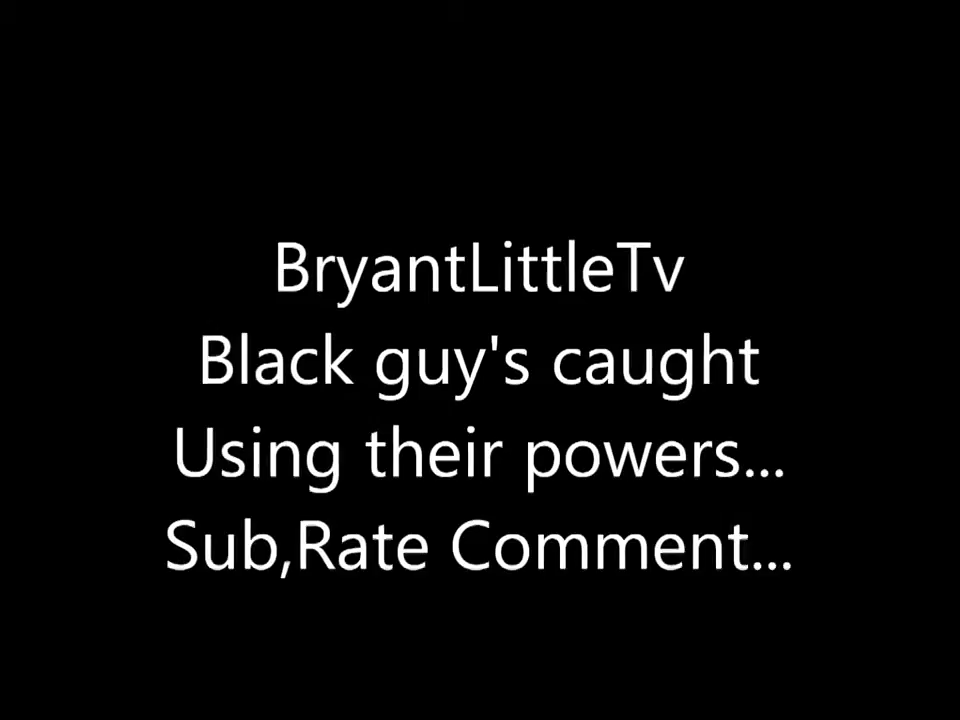 BryantLittleTv
Black guy's caught
Using their powers...
Sub,Rate Comment...